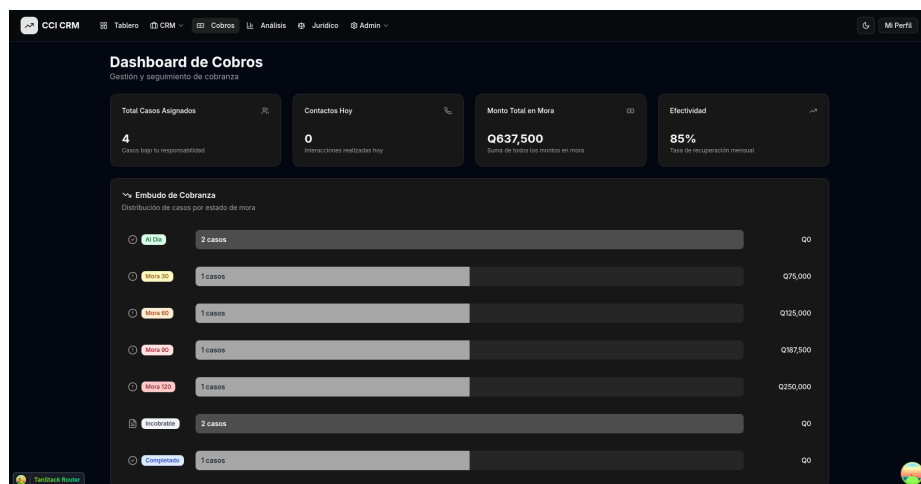 CCI CRM
Tablero
CRM
Cobros
Análisis
Jurídico
Admin
Mi Perfil
Dashboard de Cobros
Gestión y seguimiento de cobranza
Total Casos Asignados
4
Casos bajo tu responsabilidad
Contactos Hoy
0
Interacciones realizadas hoy
Monto Total en Mora
Q637,500
Suma de todos los montos en mora
Efectividad
85%
Tasa de recuperación mensual
Embudo de Cobranza
Distribución de casos por estado de mora
Al Día 2 casos Q0
Mora 30 1 casos Q75,000
Mora 60 1 casos Q125,000
Mora 90 1 casos Q187,500
Mora 120 1 casos Q250,000
Incobrable 2 casos Q0
Completado 1 casos Q0
TanStack Router